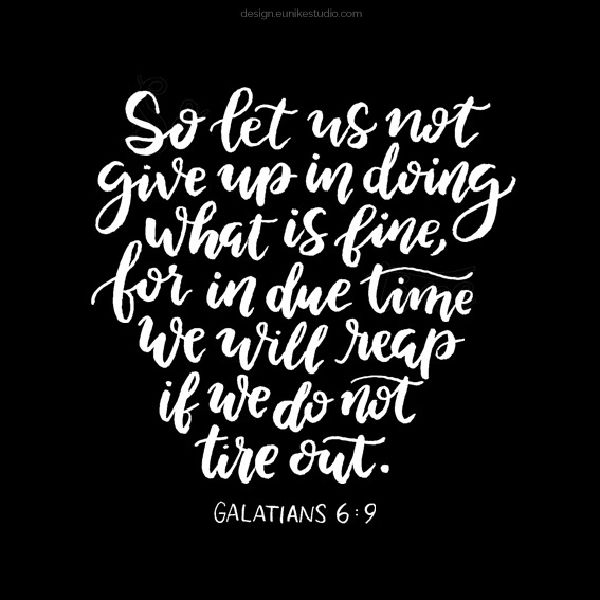 design.eunikestudio.com
So let us not
give up in doing
what is fine,
for in due time
we will reap
if we do not
tire out.
GALATIANS 6:9